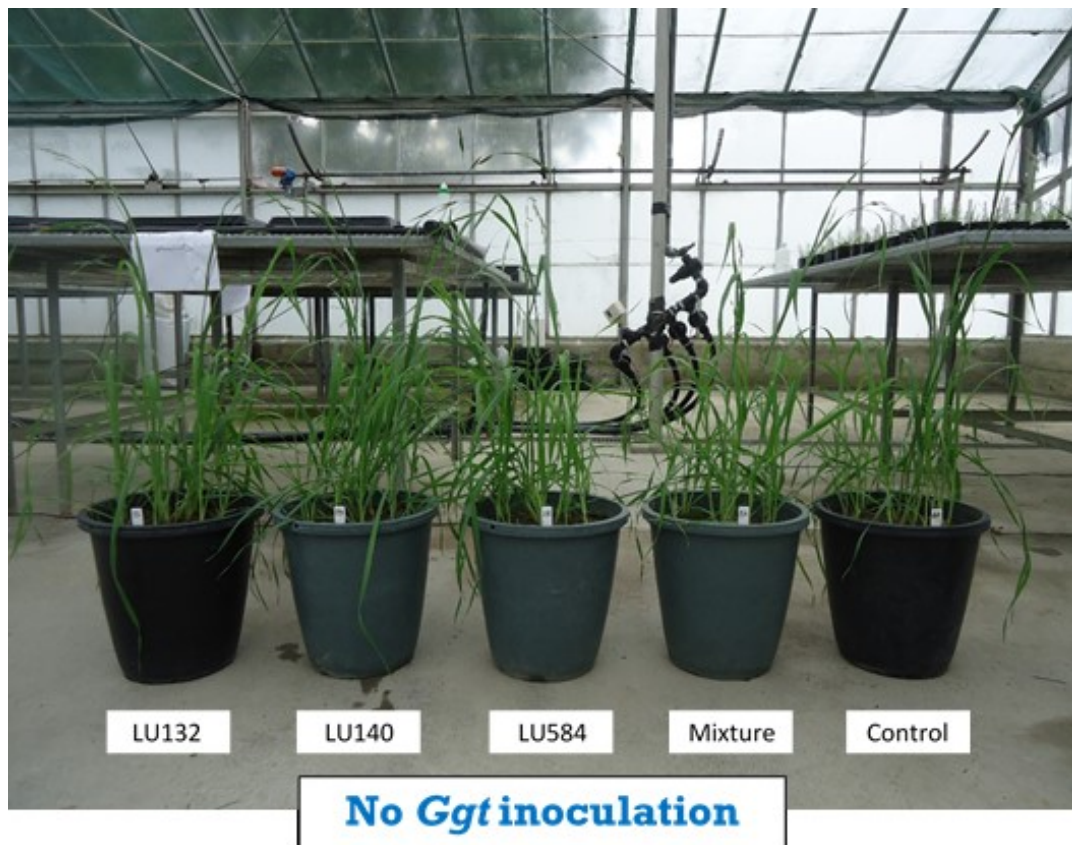 LU132
LU140
LU584
Mixture
Control
No Ggt inoculation